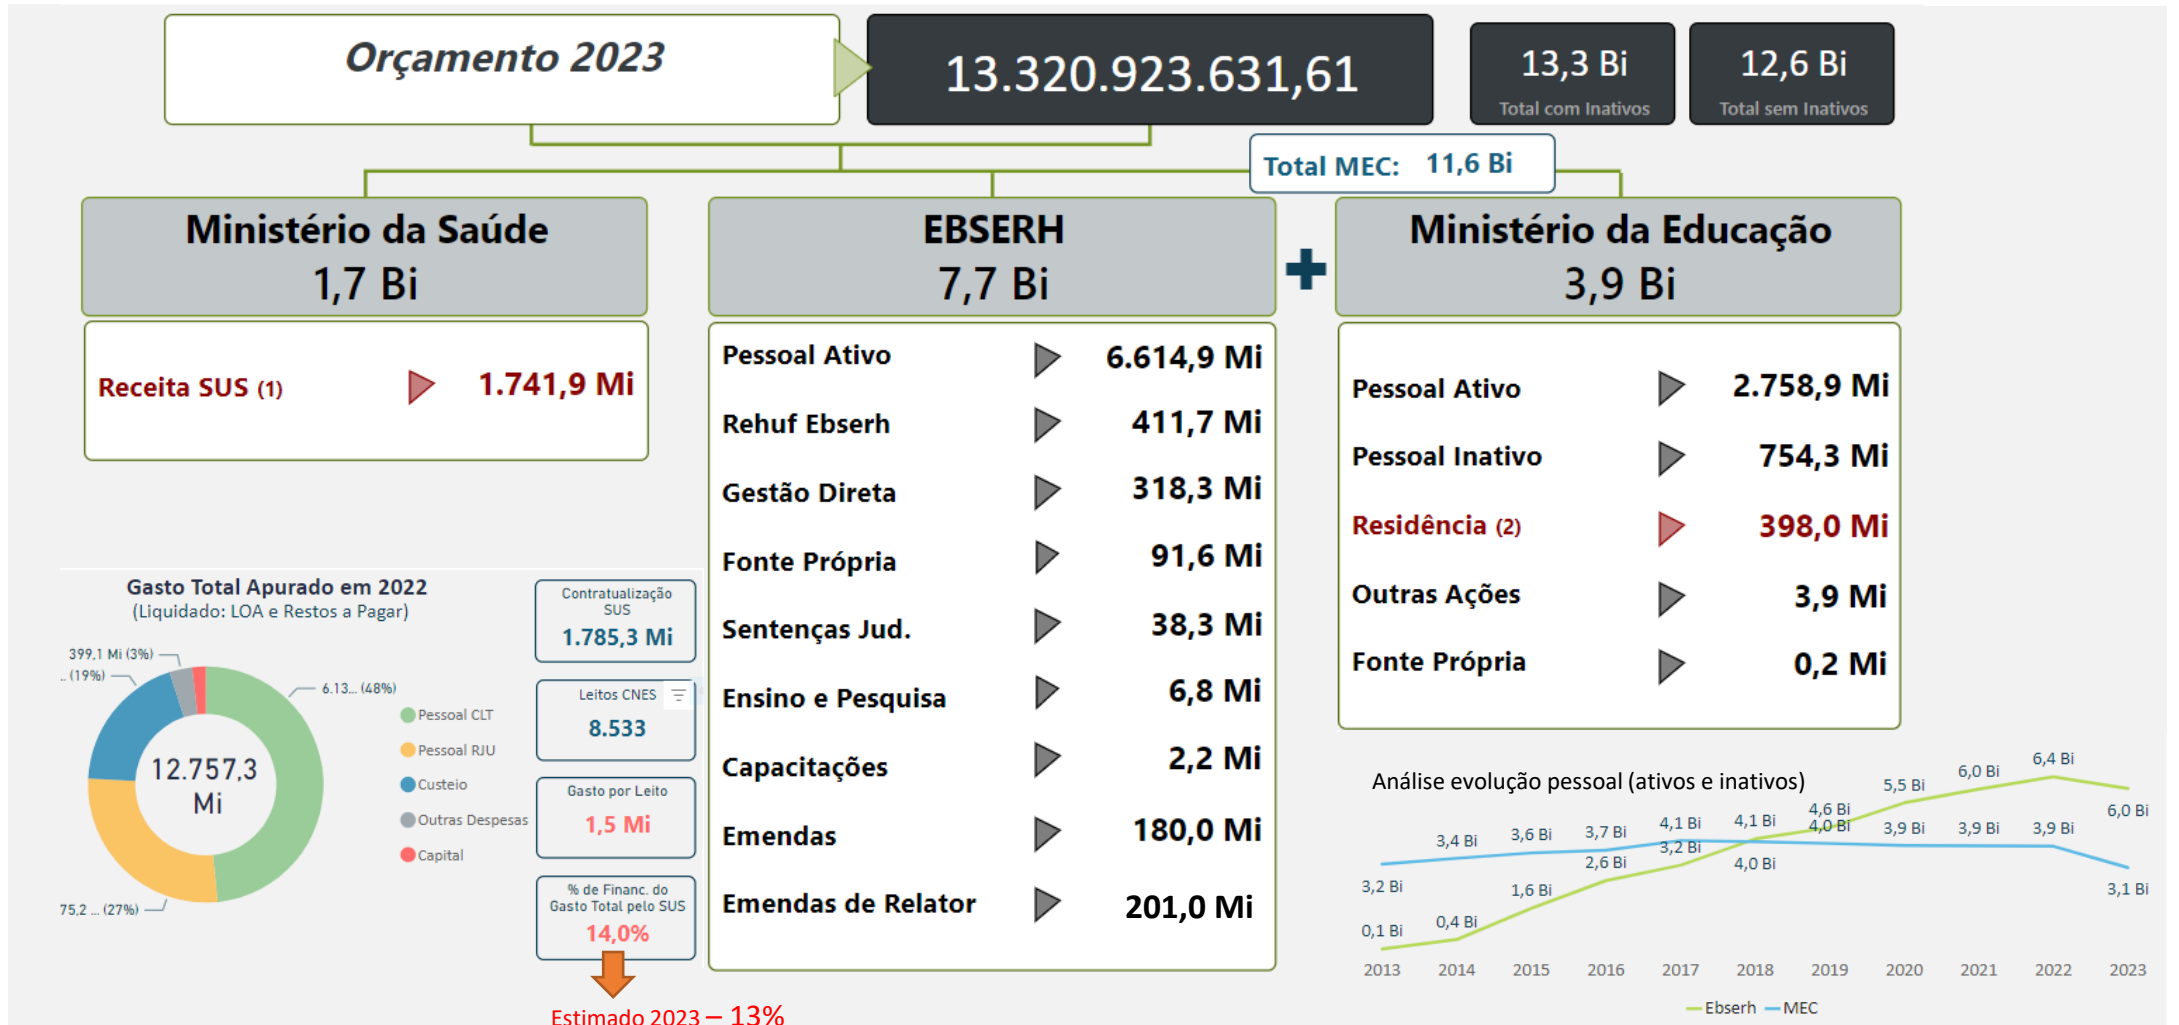 Orçamento 2023
13.320.923.631,61
13,3 Bi
Total com Inativos
12,6 Bi
Total sem Inativos
Total MEC: 11,6 Bi
Ministério da Saúde
1,7 Bi
Receita SUS (1) 1.741,9 Mi
EBSERH
7,7 Bi
Pessoal Ativo 6.614,9 Mi
Rehuf Ebserh 411,7 Mi
Gestão Direta 318,3 Mi
Fonte Própria 91,6 Mi
Sentenças Jud. 38,3 Mi
Ensino e Pesquisa 6,8 Mi
Capacitações 2,2 Mi
Emendas 180,0 Mi
Emendas de Relator 201,0 Mi
Ministério da Educação
3,9 Bi
Pessoal Ativo 2.758,9 Mi
Pessoal Inativo 754,3 Mi
Residência (2) 398,0 Mi
Outras Ações 3,9 Mi
Fonte Própria 0,2 Mi
Gasto Total Apurado em 2022
(Liquidado: LOA e Restos a Pagar)
399,1 Mi (3%)
.. (19%)
6.13... (48%)
75,2 ... (27%)
12.757,3
Mi
Pessoal CLT
Pessoal RJU
Custeio
Outras Despesas
Capital
Contratualização
SUS
1.785,3 Mi
Leitos CNES
8.533
Gasto por Leito
1,5 Mi
% de Financ. do
Gasto Total pelo SUS
14,0%
Estimado 2023 – 13%
Análise evolução pessoal (ativos e inativos)
0,1 Bi
0,4 Bi
1,6 Bi
2,6 Bi
3,2 Bi
4,1 Bi
4,6 Bi
5,5 Bi
6,0 Bi
6,4 Bi
6,0 Bi
3,2 Bi
3,4 Bi
3,6 Bi
3,7 Bi
4,1 Bi
4,0 Bi
4,0 Bi
3,9 Bi
3,9 Bi
3,9 Bi
3,1 Bi
2013 2014 2015 2016 2017 2018 2019 2020 2021 2022 2023
Ebserh MEC